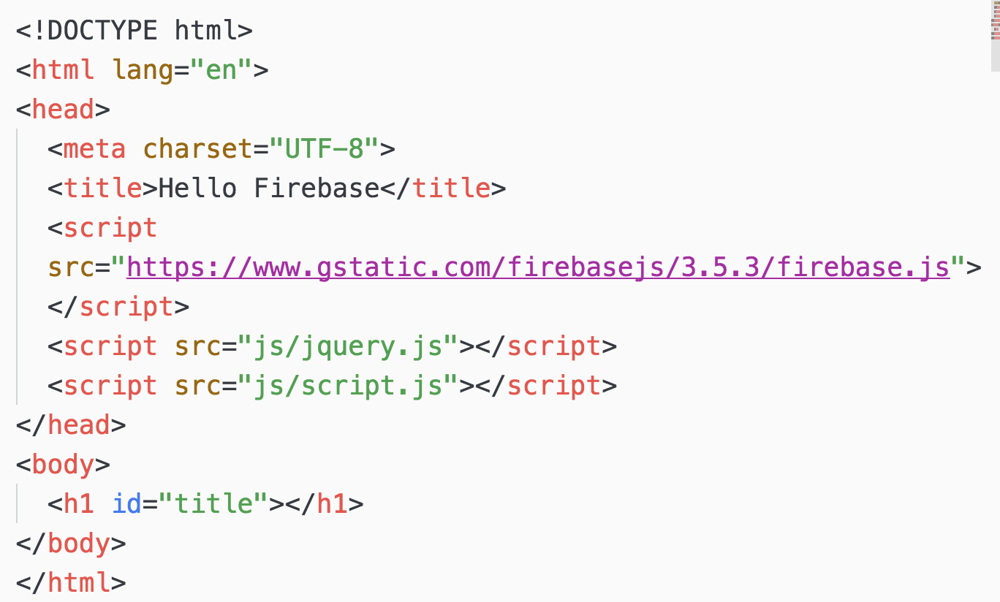 <!DOCTYPE html>
<html lang="en">
<head>
  <meta charset="UTF-8">
  <title>Hello Firebase</title>
  <script
  src="https://www.gstatic.com/firebasejs/3.5.3/firebase.js">
  </script>
  <script src="js/jquery.js"></script>
  <script src="js/script.js"></script>
</head>
<body>
  <h1 id="title"></h1>
</body>
</html>